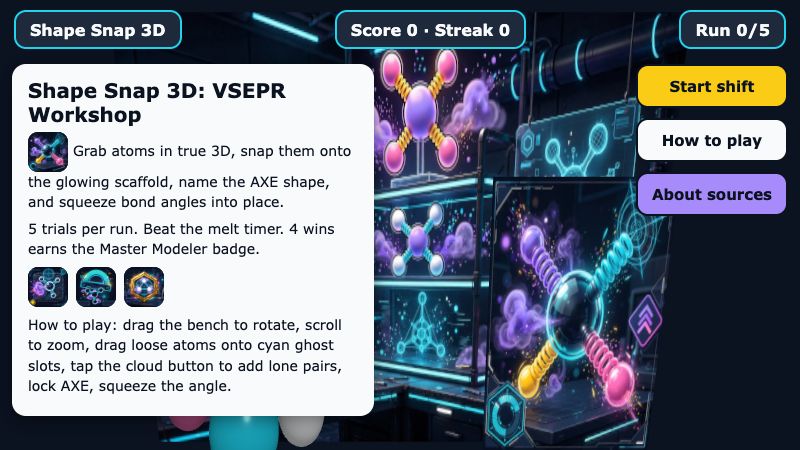 Shape Snap 3D
Score 0 · Streak 0
Run 0/5
Shape Snap 3D: VSEPR
Workshop
Grab atoms in true 3D, snap them onto
the glowing scaffold, name the AXE shape,
and squeeze bond angles into place.
5 trials per run. Beat the melt timer. 4 wins
earns the Master Modeler badge.
How to play: drag the bench to rotate, scroll
to zoom, drag loose atoms onto cyan ghost
slots, tap the cloud button to add lone pairs,
lock AXE, squeeze the angle.
Start shift
How to play
About sources